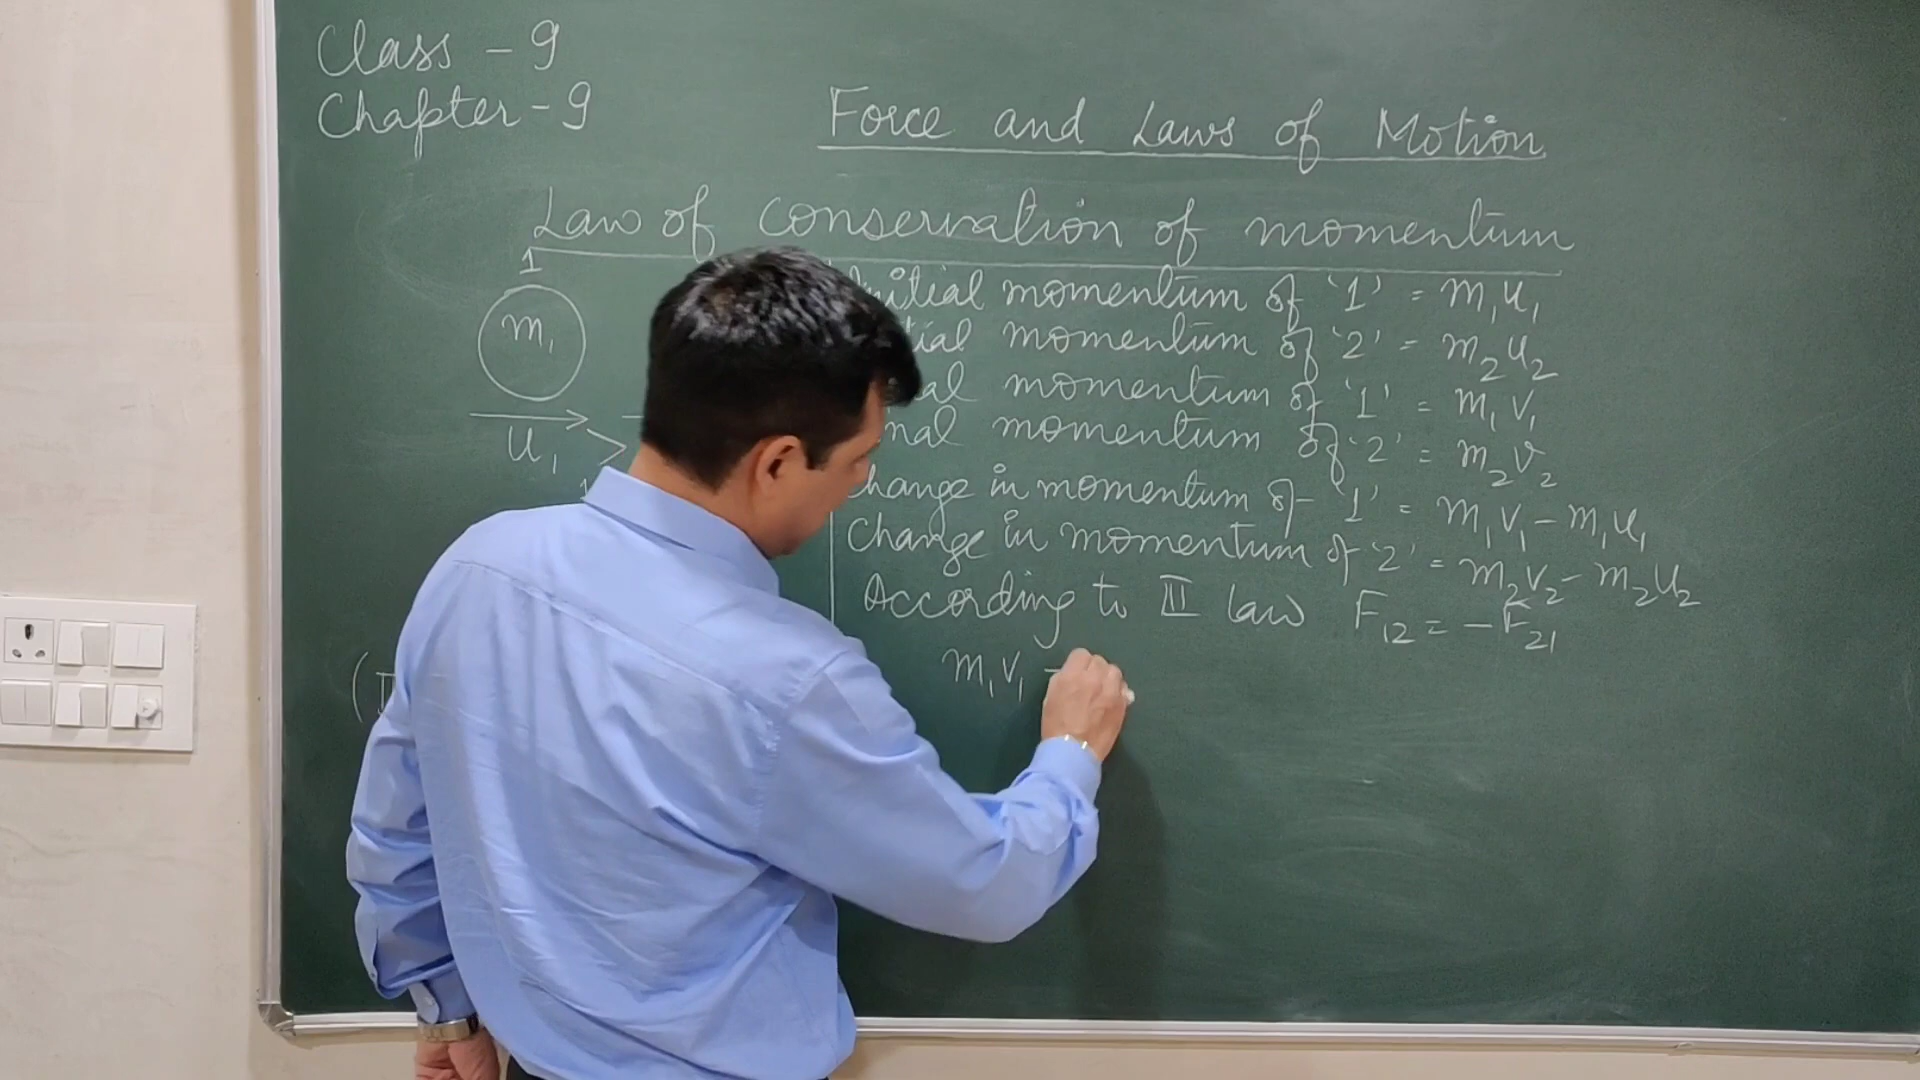 Class - 9
Chapter - 9
Force and Laws of Motion
Law of conservation of momentum
1
m₁
u₁
momentum of '1' = m₁u₁
momentum of '2' = m₂u₂
momentum of '1' = m₁v₁
momentum of '2' = m₂v₂
Change in momentum of '1' = m₁v₁ - m₁u₁
Change in momentum of '2' = m₂v₂ - m₂u₂
According to III law F₁₂ = -F₂₁
m₁v₁ -